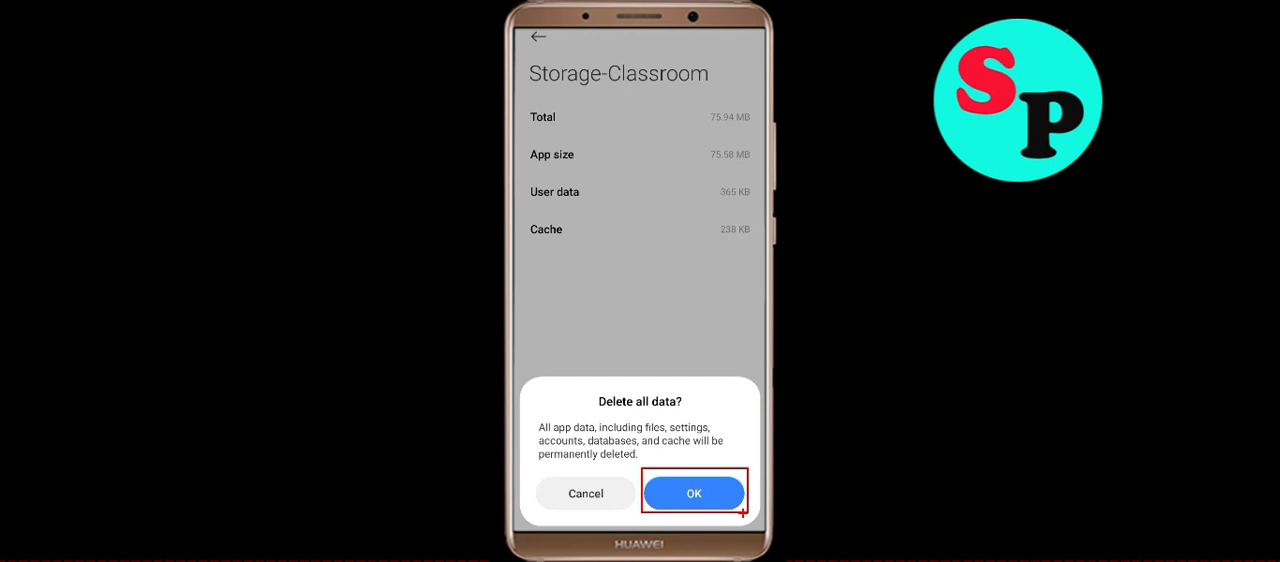 Storage-Classroom
Total 75.94 MB
App size 75.58 MB
User data 365 KB
Cache 238 KB
Delete all data?
All app data, including files, settings,
accounts, databases, and cache will be
permanently deleted.
Cancel OK
HUAWEI
SP